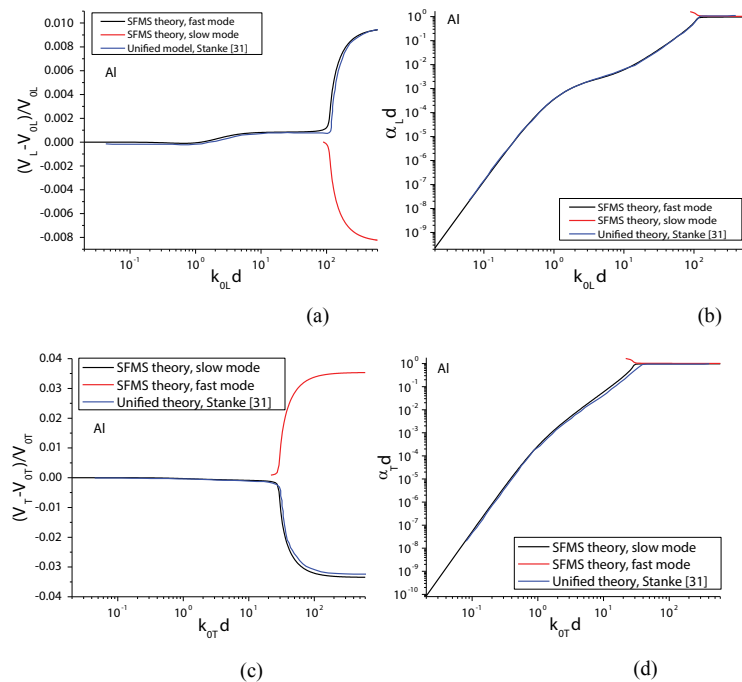 SFMS theory, fast mode
SFMS theory, slow mode
Unified model, Stanke [31]
Al
0.010
0.008
0.006
0.004
0.002
0.000
-0.002
-0.004
-0.006
-0.008
(V_L-V_0L)/V_0L
10^-1
10^0
10^1
10^2
k_0L d
(a)
Al
10^0
10^-1
10^-2
10^-3
10^-4
10^-5
10^-6
10^-7
10^-8
10^-9
α_L d
SFMS theory, fast mode
SFMS theory, slow mode
Unified theory, Stanke [31]
10^-1
10^0
10^1
10^2
k_0L d
(b)
SFMS theory, slow mode
SFMS theory, fast mode
Unified theory, Stanke [31]
Al
0.04
0.03
0.02
0.01
0.00
-0.01
-0.02
-0.03
-0.04
(V_T-V_0T)/V_0T
10^-1
10^0
10^1
10^2
k_0T d
(c)
Al
10^0
10^-1
10^-2
10^-3
10^-4
10^-5
10^-6
10^-7
10^-8
10^-9
10^-10
α_T d
SFMS theory, slow mode
SFMS theory, fast mode
Unified theory, Stanke [31]
10^-1
10^0
10^1
10^2
k_0T d
(d)